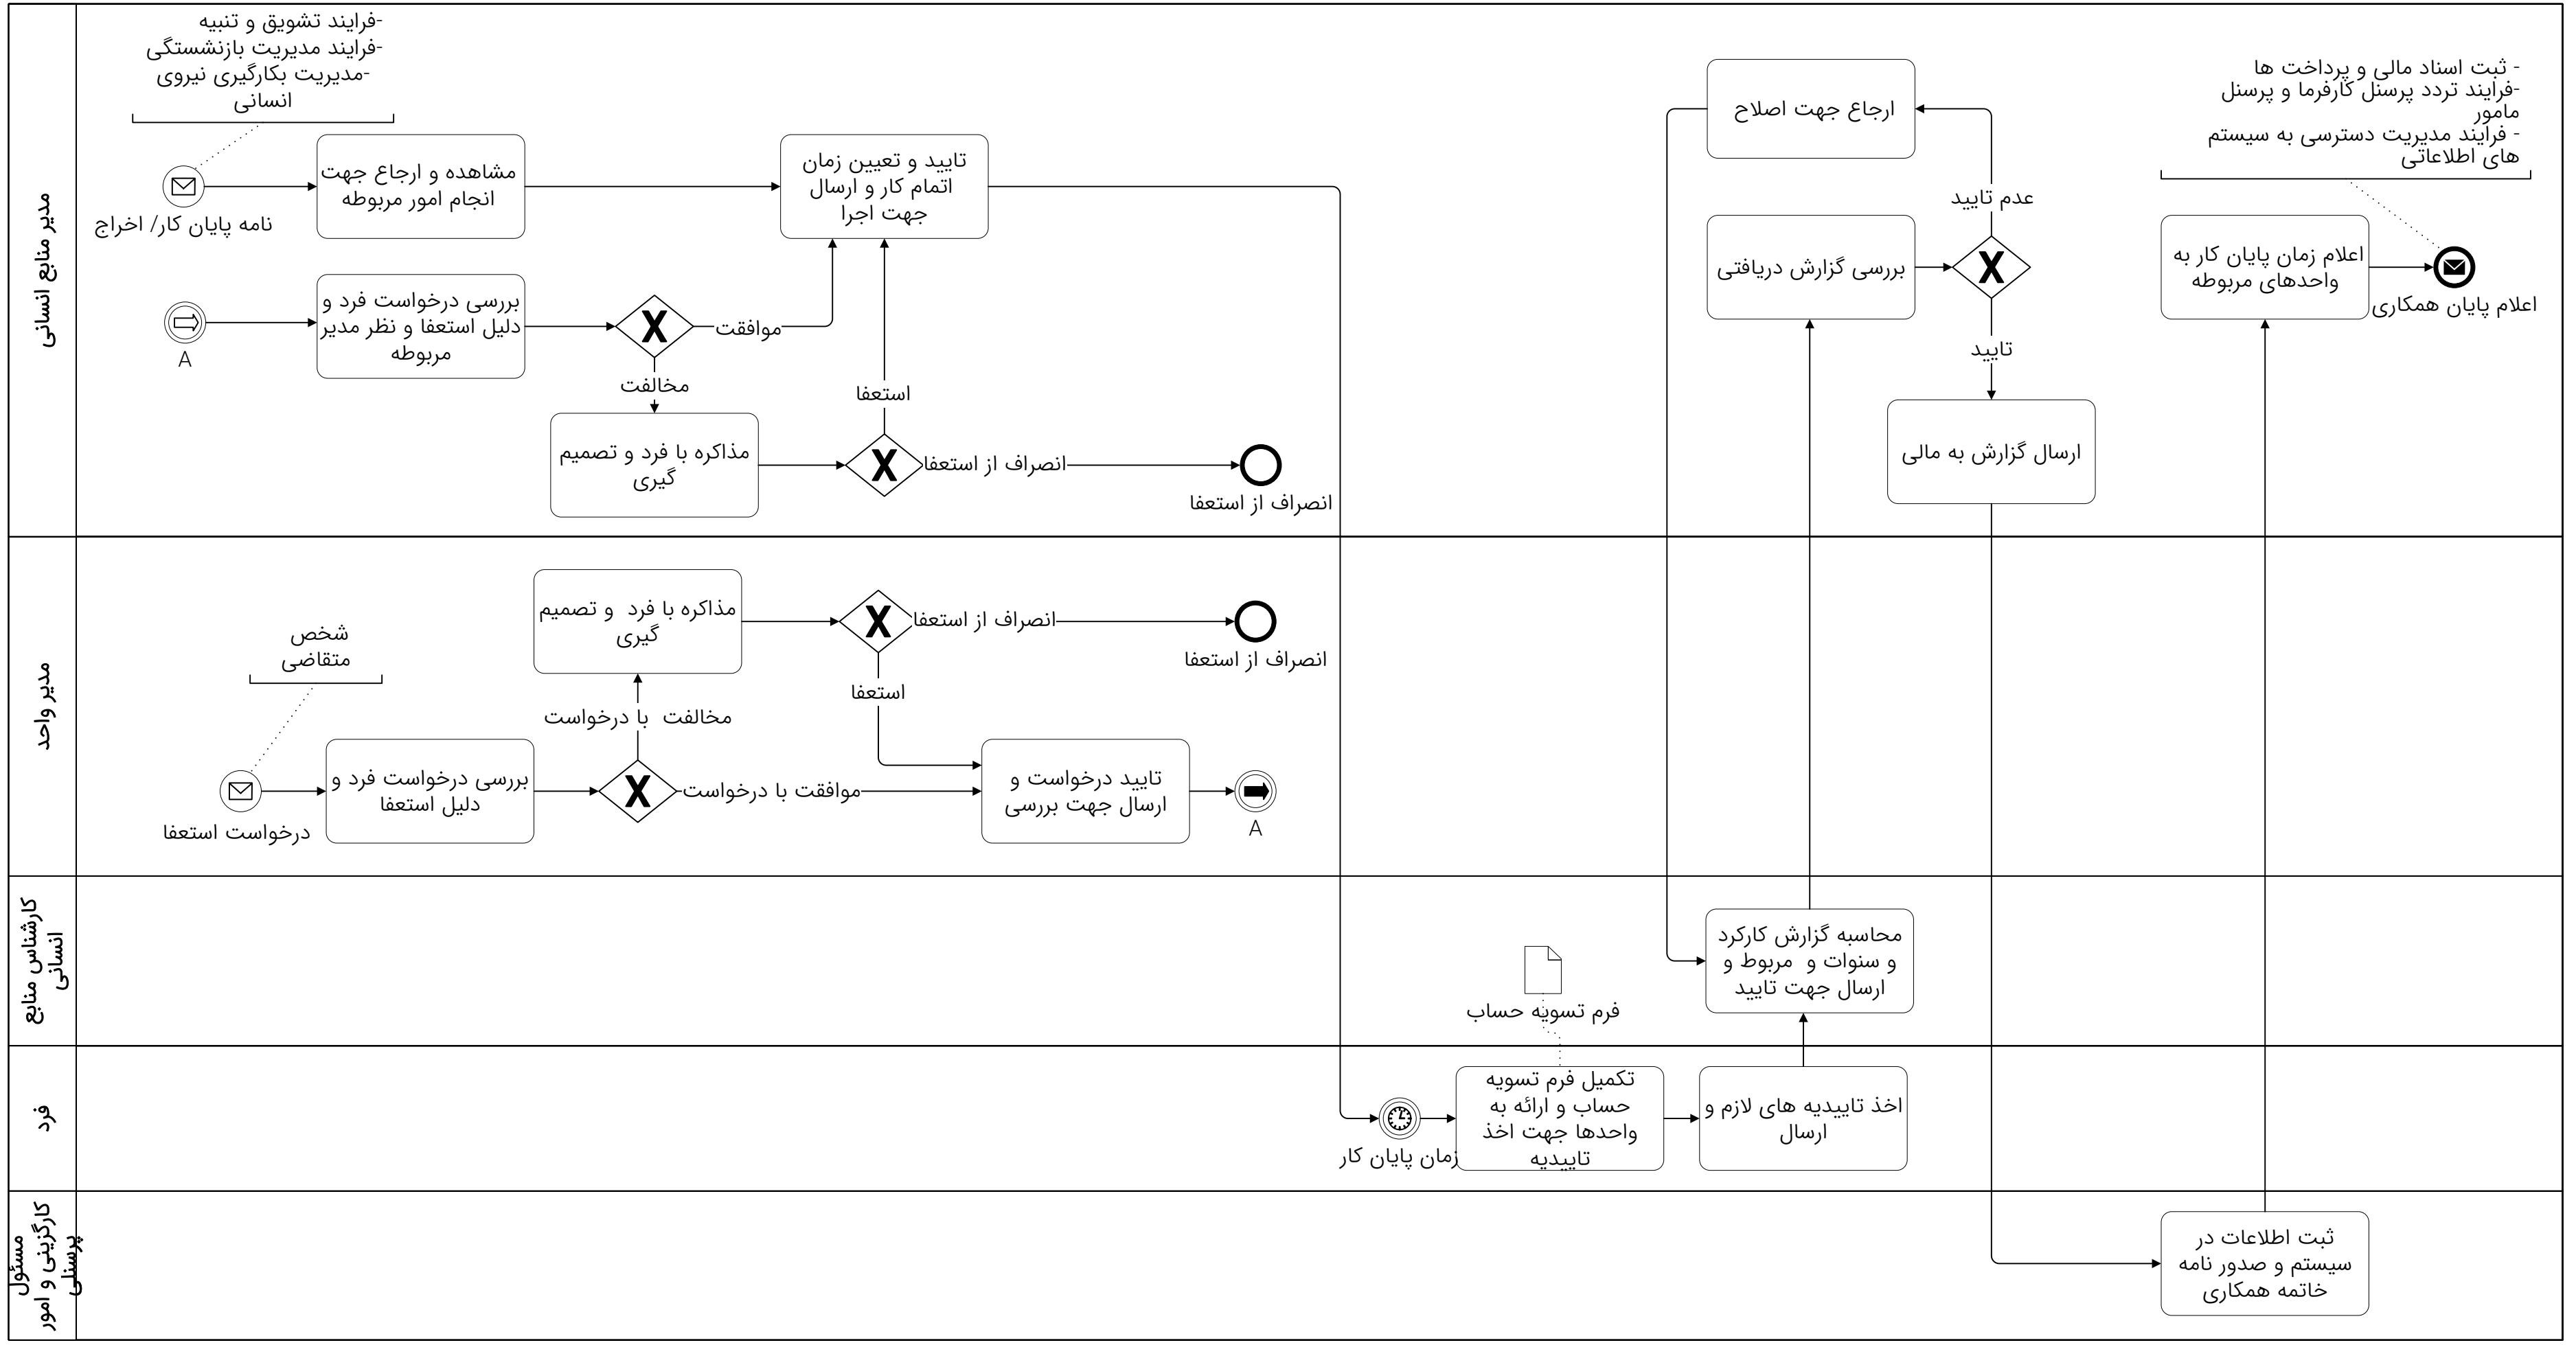 -فرایند تشویق و تنبیه
-فرایند مدیریت بازنشستگی
-مدیریت بکارگیری نیروی
انسانی
نامه پایان کار/ اخراج
مشاهده و ارجاع جهت
انجام امور مربوطه
تایید و تعیین زمان
اتمام کار و ارسال
جهت اجرا
مدیر منابع انسانی
A
بررسی درخواست فرد و
دلیل استعفا و نظر مدیر
مربوطه
موافقت
مخالفت
مذاکره با فرد و تصمیم
گیری
استعفا
انصراف از استعفا
انصراف از استعفا
ارجاع جهت اصلاح
عدم تایید
بررسی گزارش دریافتی
تایید
ارسال گزارش به مالی
- ثبت اسناد مالی و پرداخت ها
-فرایند تردد پرسنل کارفرما و پرسنل
مامور
- فرایند مدیریت دسترسی به سیستم
های اطلاعاتی
اعلام زمان پایان کار به
واحدهای مربوطه
اعلام پایان همکاری
مدیر واحد
شخص
متقاضی
درخواست استعفا
بررسی درخواست فرد و
دلیل استعفا
مخالفت با درخواست
موافقت با درخواست
مذاکره با فرد و تصمیم
گیری
انصراف از استعفا
انصراف از استعفا
استعفا
تایید درخواست و
ارسال جهت بررسی
A
کارشناس منابع
انسانی
فرم تسویه حساب
محاسبه گزارش کارکرد
و سنوات و مربوط و
ارسال جهت تایید
فرد
زمان پایان کار
تکمیل فرم تسویه
حساب و ارائه به
واحدها جهت اخذ
تاییدیه
اخذ تاییدیه های لازم و
ارسال
مسئول
کارگزینی و امور
پرسنلی
ثبت اطلاعات در
سیستم و صدور نامه
خاتمه همکاری